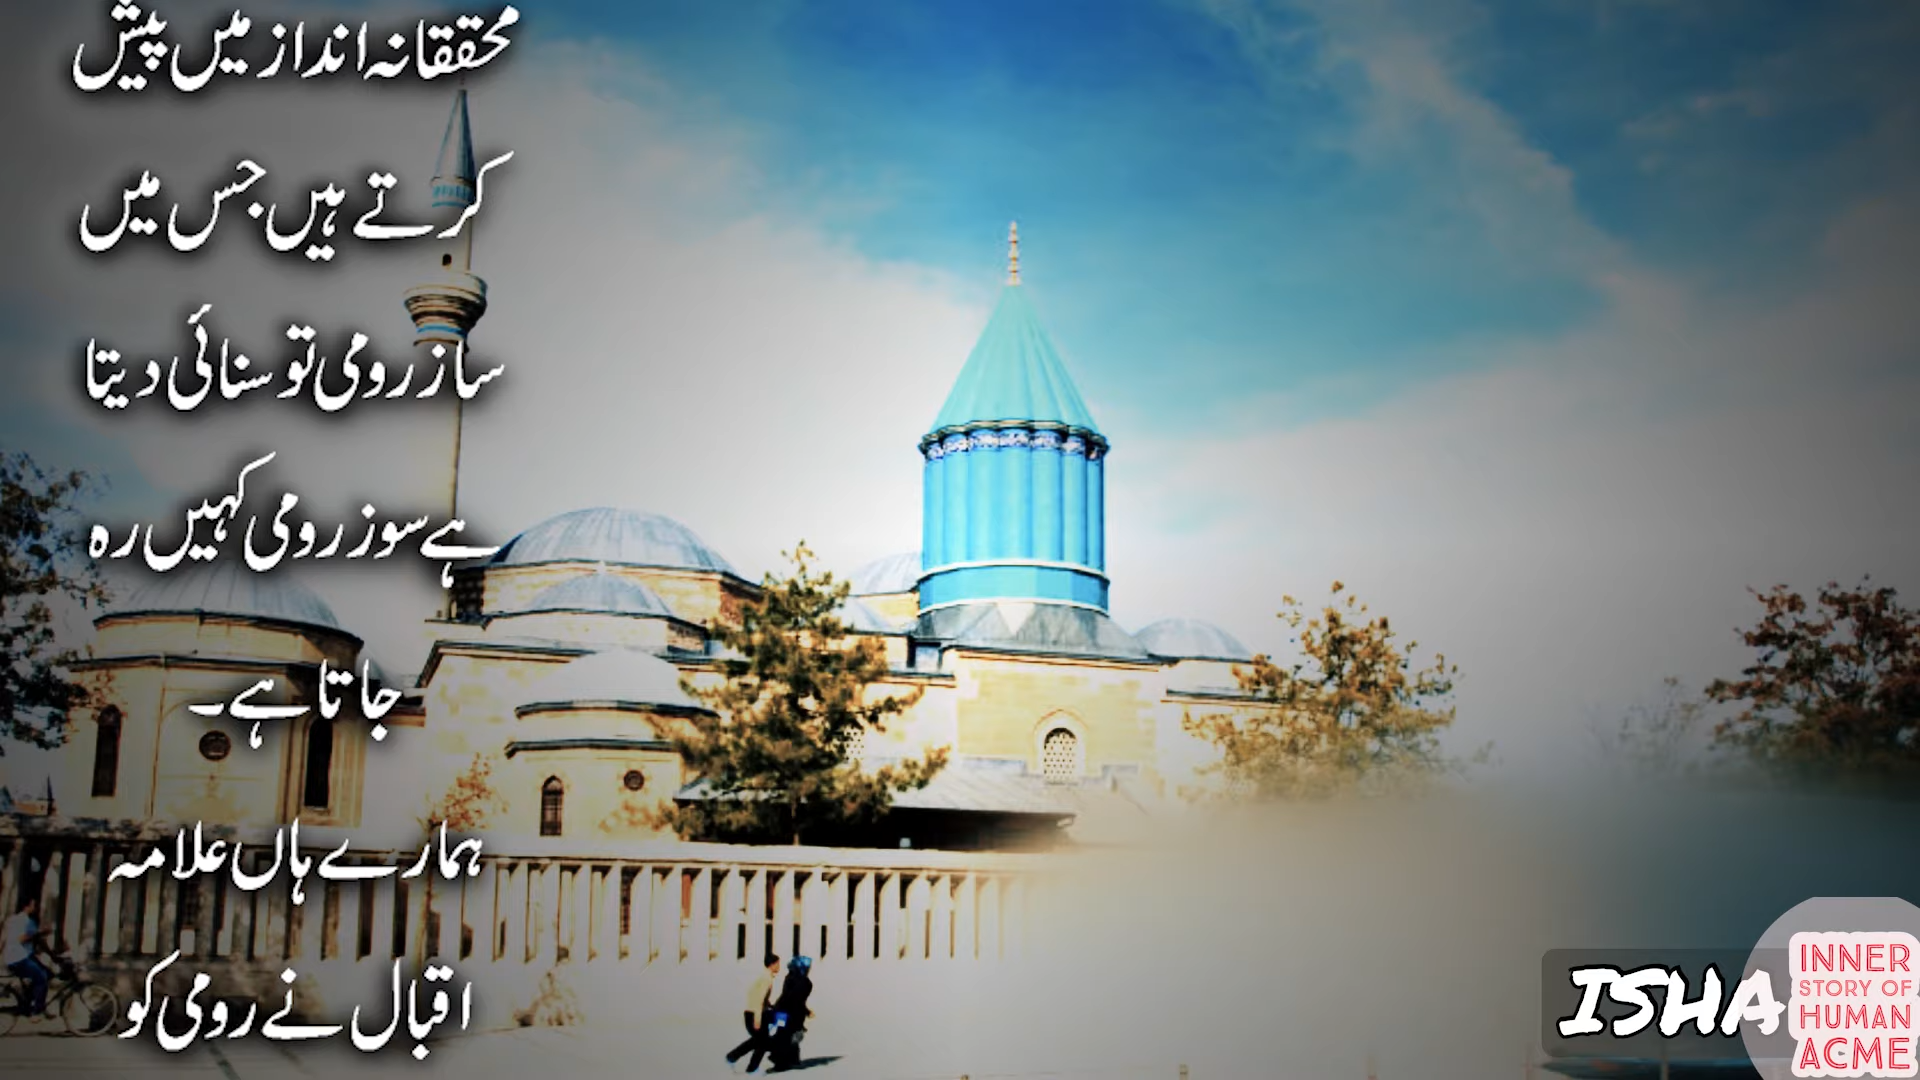 محققانہ انداز میں پیش
کرتے ہیں جس میں
ساز رومی تو سنائی دیتا
ہے سوز رومی کہیں رہ
جاتا ہے۔
ہمارے ہاں علامہ
اقبال نے رومی کو
ISHA
INNER
STORY OF
HUMAN
ACME